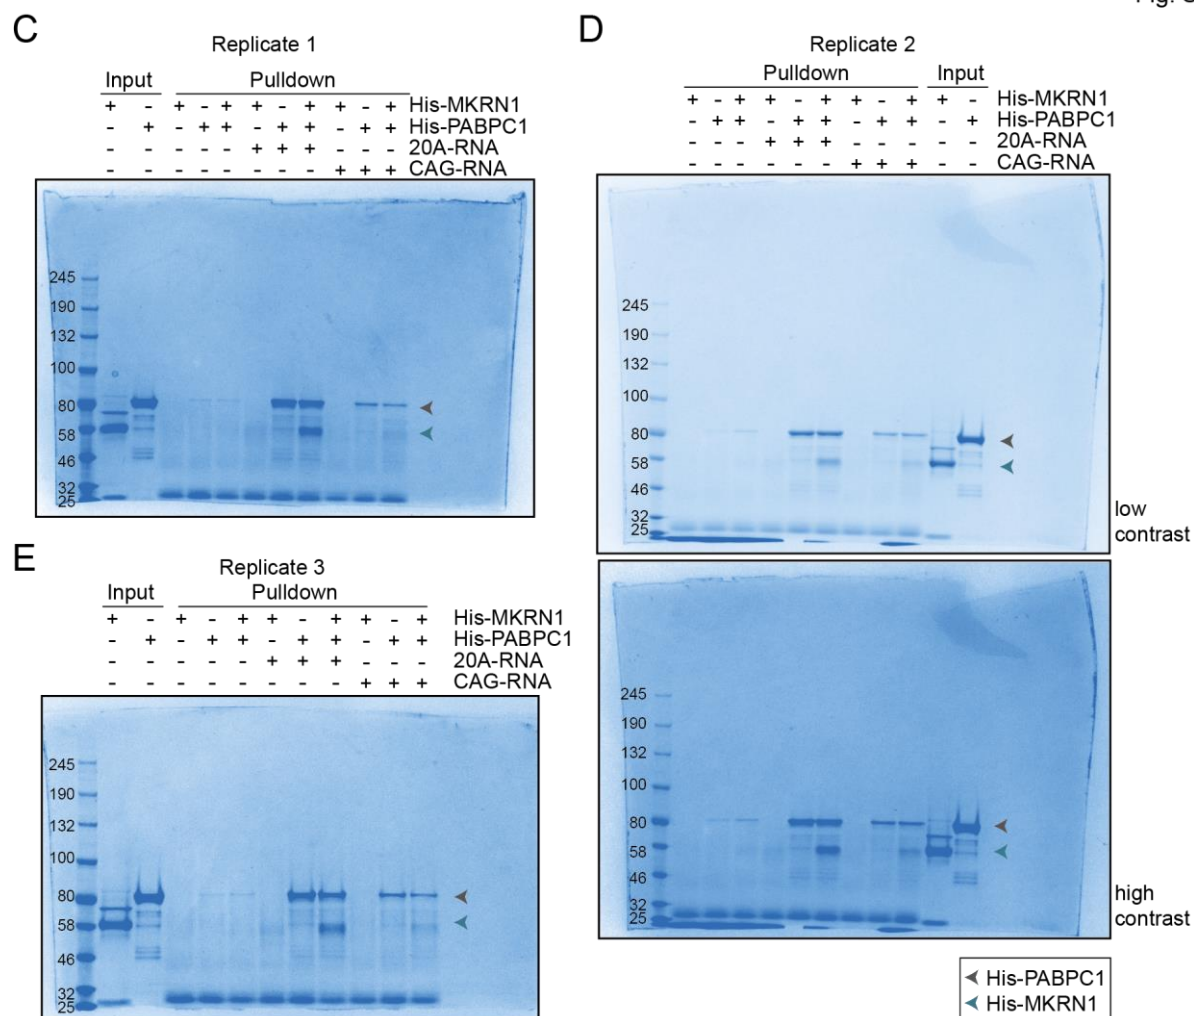 Fig.
C
Replicate 1
Input Pulldown
+ - + - + + - + + - + His-MKRN1
- + - + + - + + - + + His-PABPC1
- - - - - + + + - - - 20A-RNA
- - - - - - - - + + + CAG-RNA
245
190
132
100
80
58
46
32
25
D
Replicate 2
Pulldown Input
+ - + + - + + - + + - His-MKRN1
- + + - + + - + + - + His-PABPC1
- - - + + + - - - - - 20A-RNA
- - - - - - + + + - - CAG-RNA
245
190
132
100
80
58
46
32
25
low
contrast
245
190
132
100
80
58
46
32
25
high
contrast
E
Replicate 3
Input Pulldown
+ - + - + + - + + - + His-MKRN1
- + - + + - + + - + + His-PABPC1
- - - - - + + + - - - 20A-RNA
- - - - - - - - + + + CAG-RNA
245
190
132
100
80
58
46
32
25
His-PABPC1
His-MKRN1